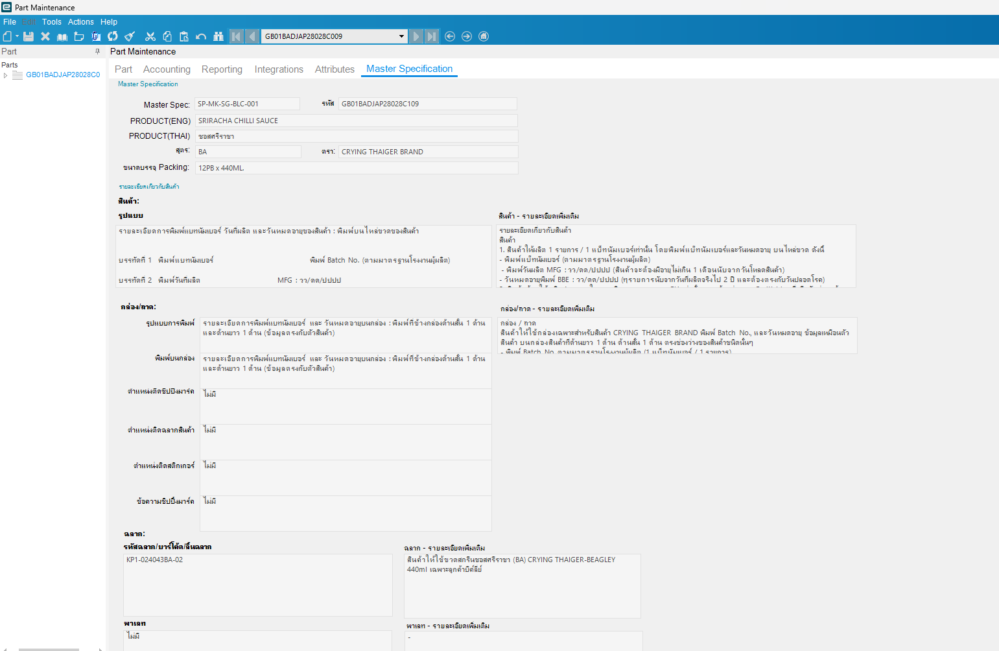 Part Maintenance
File Edit Tools Actions Help
GB01BADJAP28028C009
Part
Part Maintenance
Parts
GB01BADJAP28028C0
Part Accounting Reporting Integrations Attributes Master Specification
Master Specification
Master Spec: SP-MK-SG-BLC-001 รหัส GB01BADJAP28028C109
PRODUCT(ENG) SRIRACHA CHILLI SAUCE
PRODUCT(THAI) ซอสศรีราชา
สูตร: BA ตรา: CRYING THAIGER BRAND
ขนาดบรรจุ Packing: 12PB x 440ML.
รายละเอียดเกี่ยวกับสินค้า
สินค้า:
รูปแบบ
สินค้า - รายละเอียดเพิ่มเติม
รายละเอียดการพิมพ์แบทนัมเบอร์ วันที่ผลิต และวันหมดอายุของสินค้า : พิมพ์บนไหล่ขวดของสินค้า
บรรทัดที่ 1 พิมพ์แบทนัมเบอร์ พิมพ์ Batch No. (ตามมาตรฐานโรงงานผู้ผลิต)
บรรทัดที่ 2 พิมพ์วันที่ผลิต MFG : วว/ดด/ปปปป
รายละเอียดเกี่ยวกับสินค้า
สินค้า
1. สินค้าให้ผลิต 1 รายการ / 1 แบ็ทนัมเบอร์เท่านั้น โดยพิมพ์แบ็ทนัมเบอร์และวันหมดอายุ บนไหล่ขวด ดังนี้
- พิมพ์แบ็ทนัมเบอร์ (ตามมาตรฐานโรงงานผู้ผลิต)
- พิมพ์วันผลิต MFG : วว/ดด/ปปปป (สินค้าจะต้องมีอายุไม่เกิน 1 เดือนนับจากวันโหลดสินค้า)
- วันหมดอายุพิมพ์ BBE : วว/ดด/ปปปป (ทุรายการนับจากวันที่ผลิตจริงไป 2 ปี และต้องตรงกับวันปลอดโรค)
กล่อง/ถาด:
กล่อง/ถาด - รายละเอียดเพิ่มเติม
รูปแบบการพิมพ์
รายละเอียดการพิมพ์แบทนัมเบอร์ และ วันหมดอายุบนกล่อง : พิมพ์ที่ข้างกล่องด้านสั้น 1 ด้าน
และด้านยาว 1 ด้าน (ข้อมูลตรงกับตัวสินค้า)
กล่อง / ถาด
สินค้าให้ใช้กล่องเฉพาะสำหรับสินค้า CRYING THAIGER BRAND พิมพ์ Batch No., และวันหมดอายุ ข้อมูลเหมือนตัว
สินค้า บนกล่องสินค้าที่ด้านยาว 1 ด้าน ด้านสั้น 1 ด้าน ตรงช่องว่างของสินค้าชนิดนั้นๆ
- พิมพ์ Batch No. ตามมาตรฐานโรงงานผู้ผลิต (1 แบ็ทนัมเบอร์ / 1 รายการ)
พิมพ์บนกล่อง
รายละเอียดการพิมพ์แบทนัมเบอร์ และ วันหมดอายุบนกล่อง : พิมพ์ที่ข้างกล่องด้านสั้น 1 ด้าน
และด้านยาว 1 ด้าน (ข้อมูลตรงกับตัวสินค้า)
ตำแหน่งติดชิปปิ้งมาร์ค ไม่มี
ตำแหน่งติดฉลากสินค้า ไม่มี
ตำแหน่งติดสติกเกอร์ ไม่มี
ข้อความชิปปิ้งมาร์ค ไม่มี
ฉลาก:
รหัสฉลาก/บาร์โค้ด/ลิ้นฉลาก
ฉลาก - รายละเอียดเพิ่มเติม
KP1-024043BA-02
สินค้าให้ใช้ขวดสกรีนซอสศรีราชา (BA) CRYING THAIGER-BEAGLEY
440ml เฉพาะลูกค้าบีค์ลีย์
พาเลท
พาเลท - รายละเอียดเพิ่มเติม
ไม่มี
-